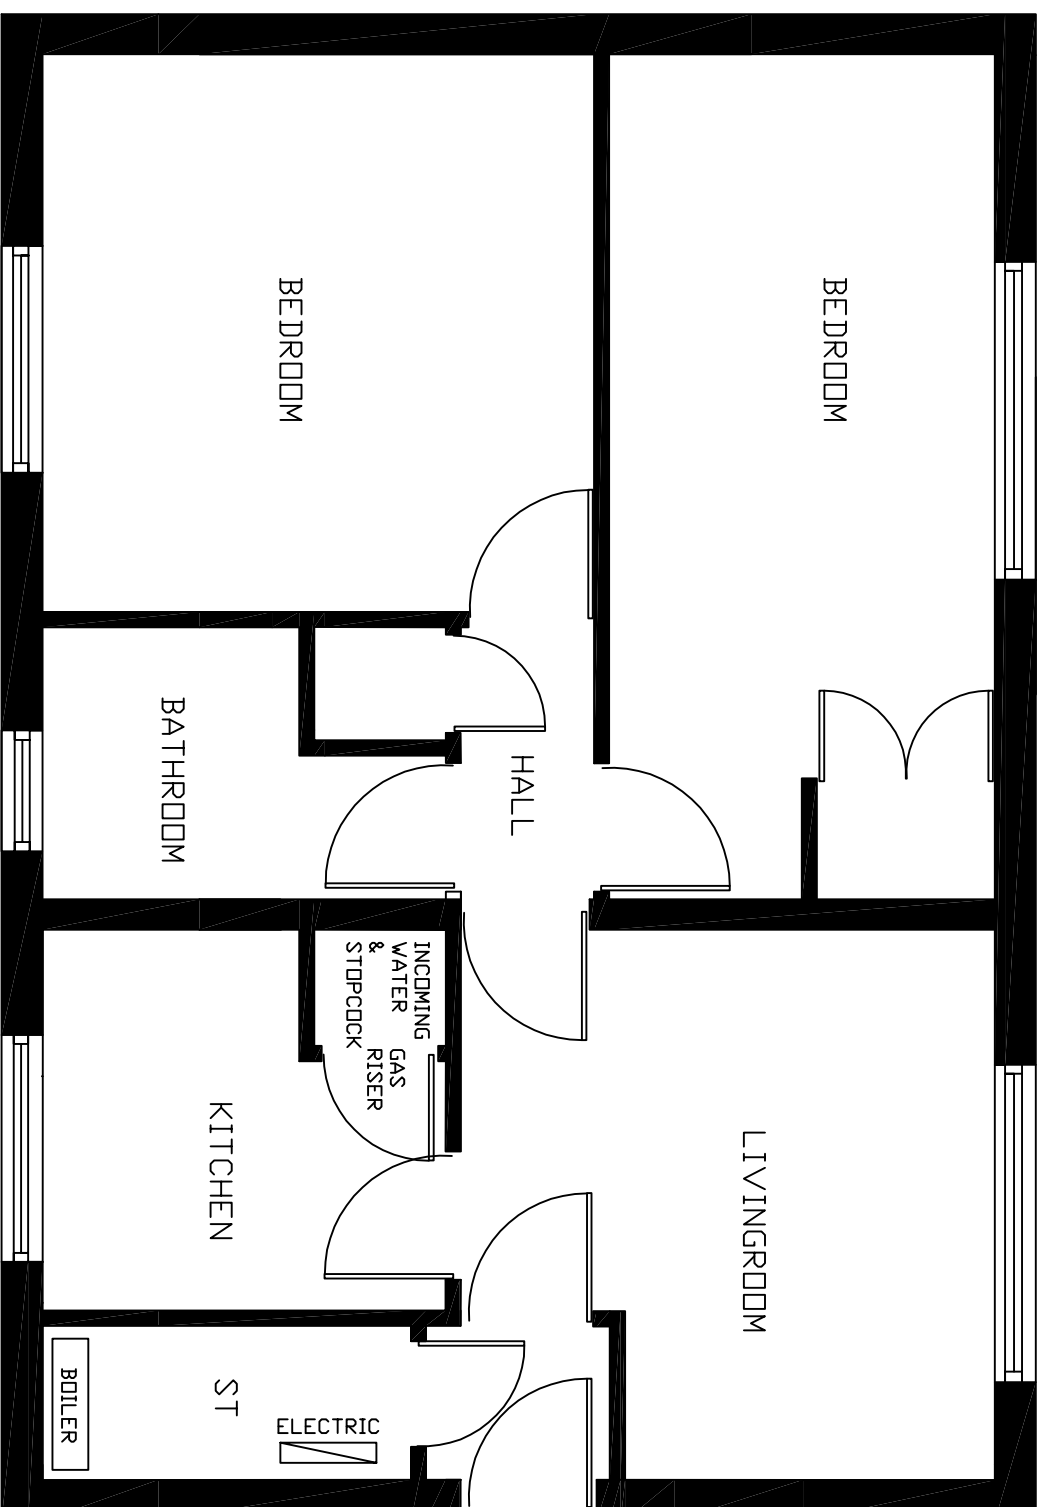 BEDROOM
BEDROOM
BATHROOM
HALL
INCOMING
WATER
&
STOPCOCK
GAS
RISER
KITCHEN
LIVINGROOM
BOILER
ST
ELECTRIC